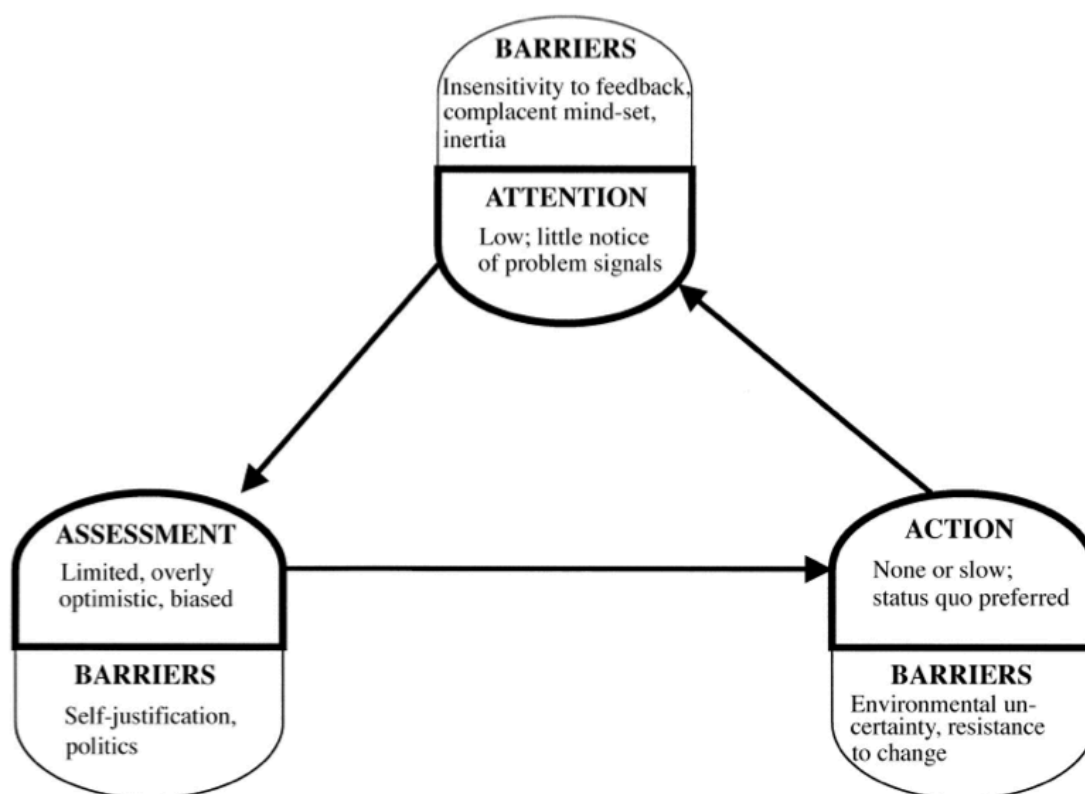 BARRIERS
Insensitivity to feedback,
complacent mind-set,
inertia
ATTENTION
Low; little notice
of problem signals
ASSESSMENT
Limited, overly
optimistic, biased
BARRIERS
Self-justification,
politics
ACTION
None or slow;
status quo preferred
BARRIERS
Environmental un-
certainty, resistance
to change